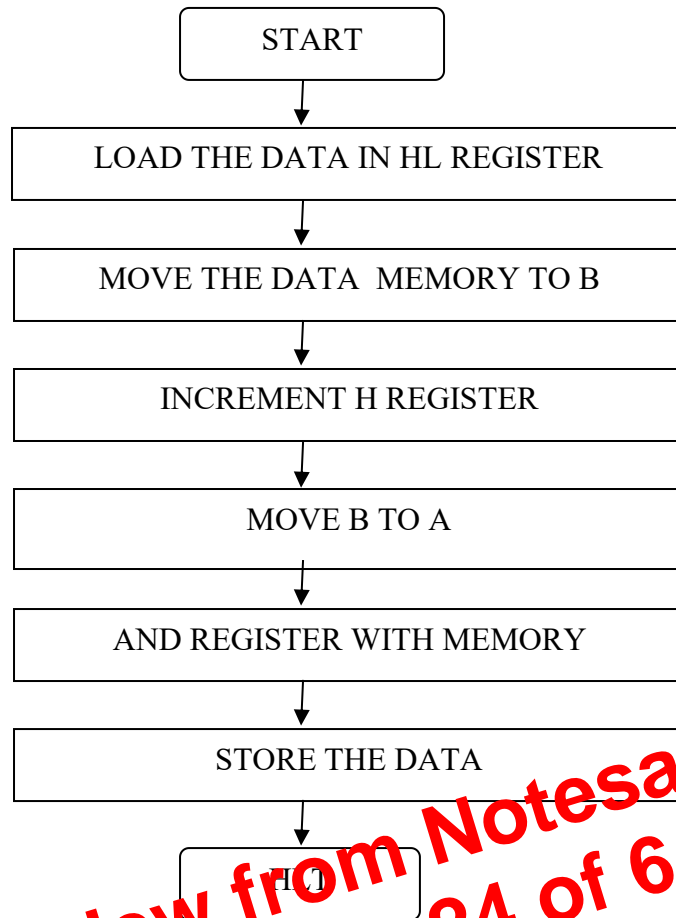 START
LOAD THE DATA IN HL REGISTER
MOVE THE DATA MEMORY TO B
INCREMENT H REGISTER
MOVE B TO A
AND REGISTER WITH MEMORY
STORE THE DATA
HLT
from Notesa
of 6